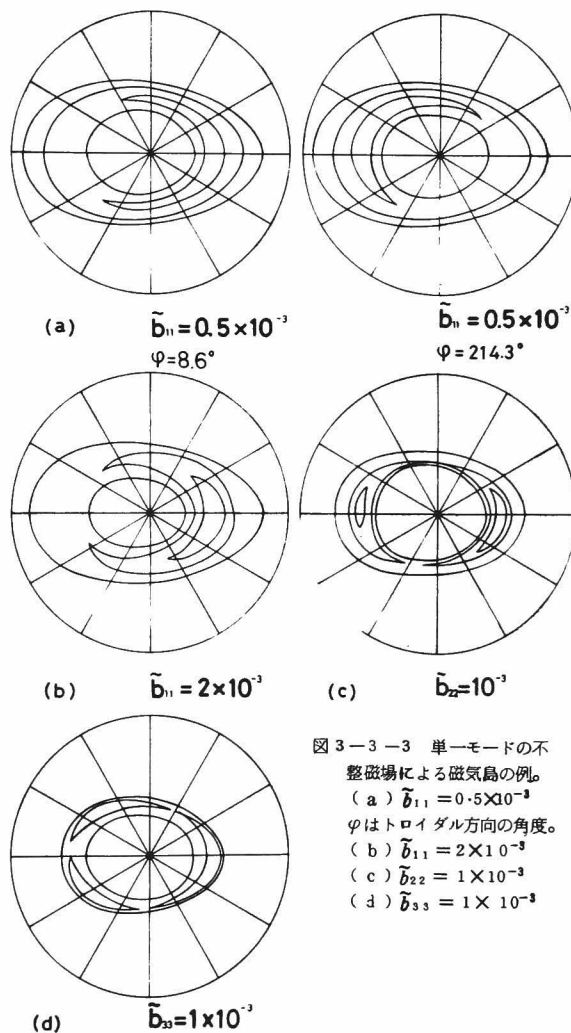 (a) b̃₁₁=0.5×10⁻³
φ=8.6°
b̃₁₁=0.5×10⁻³
φ=214.3°
(b) b̃₁₁=2×10⁻³
(c) b̃₂₂=10⁻³
図3-3-3 単一モードの不
整磁場による磁気島の例。
(a) b̃₁₁=0.5×10⁻³
φはトロイダル方向の角度。
(b) b̃₁₁=2×10⁻³
(c) b̃₂₂=1×10⁻³
(d) b̃₃₃=1×10⁻³
(d) b̃₃₃=1×10⁻³